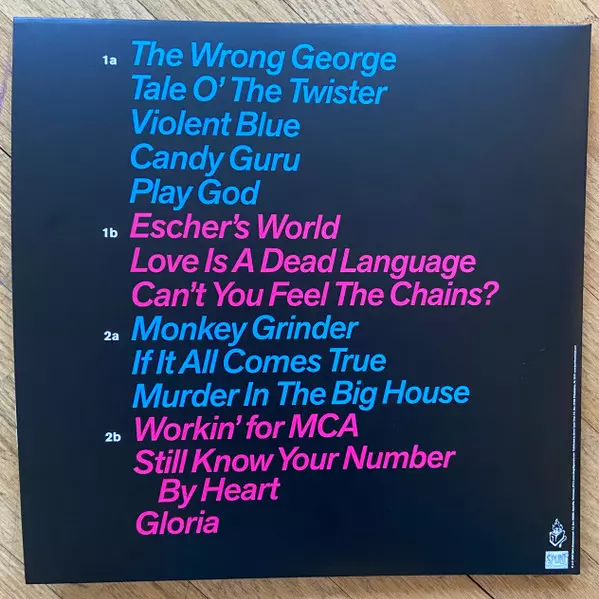 1a The Wrong George
Tale O' The Twister
Violent Blue
Candy Guru
Play God
1b Escher's World
Love Is A Dead Language
Can't You Feel The Chains?
2a Monkey Grinder
If It All Comes True
Murder In The Big House
2b Workin' for MCA
Still Know Your Number
By Heart
Gloria